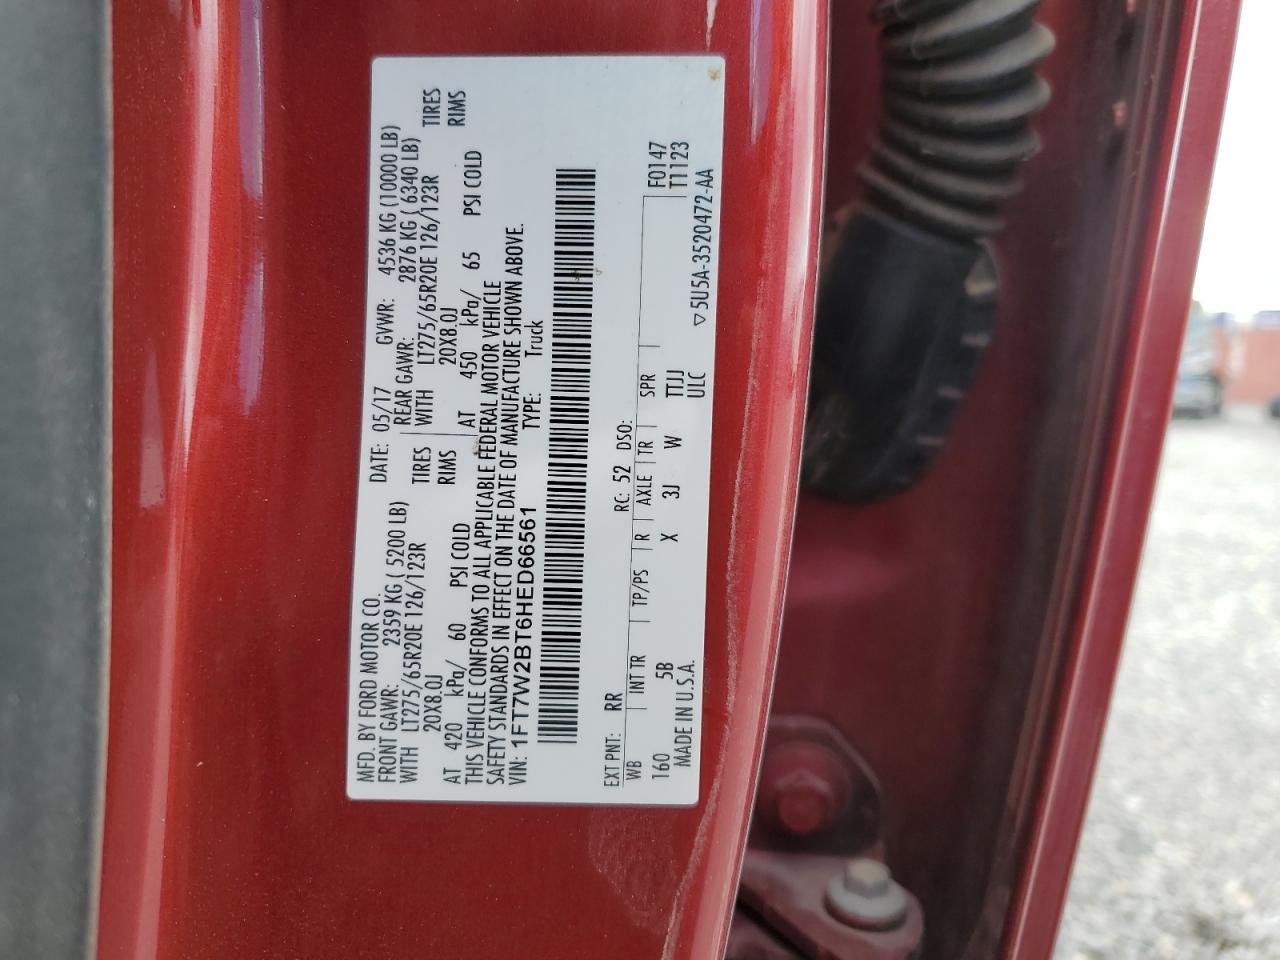 MFD. BY FORD MOTOR CO.
DATE: 05/17 GVWR: 4536 KG (10000 LB)
FRONT GAWR: 2359 KG ( 5200 LB) REAR GAWR: 2876 KG ( 6340 LB)
WITH LT275/65R20E 126/123R TIRES WITH LT275/65R20E 126/123R TIRES
20X8.0J RIMS 20X8.0J RIMS
AT 420 kPa/ 60 PSI COLD AT 450 kPa/ 65 PSI COLD
THIS VEHICLE CONFORMS TO ALL APPLICABLE FEDERAL MOTOR VEHICLE
SAFETY STANDARDS IN EFFECT ON THE DATE OF MANUFACTURE SHOWN ABOVE.
VIN: 1FT7W2BT6HED66561 TYPE: Truck
EXT PNT: RR RC: 52 DSO: F0147
WB INT TR TP/PS R AXLE TR SPR T1123
160 5B X 3J W TJJJ
MADE IN U.S.A. ULC ▽5U5A-3520472-AA